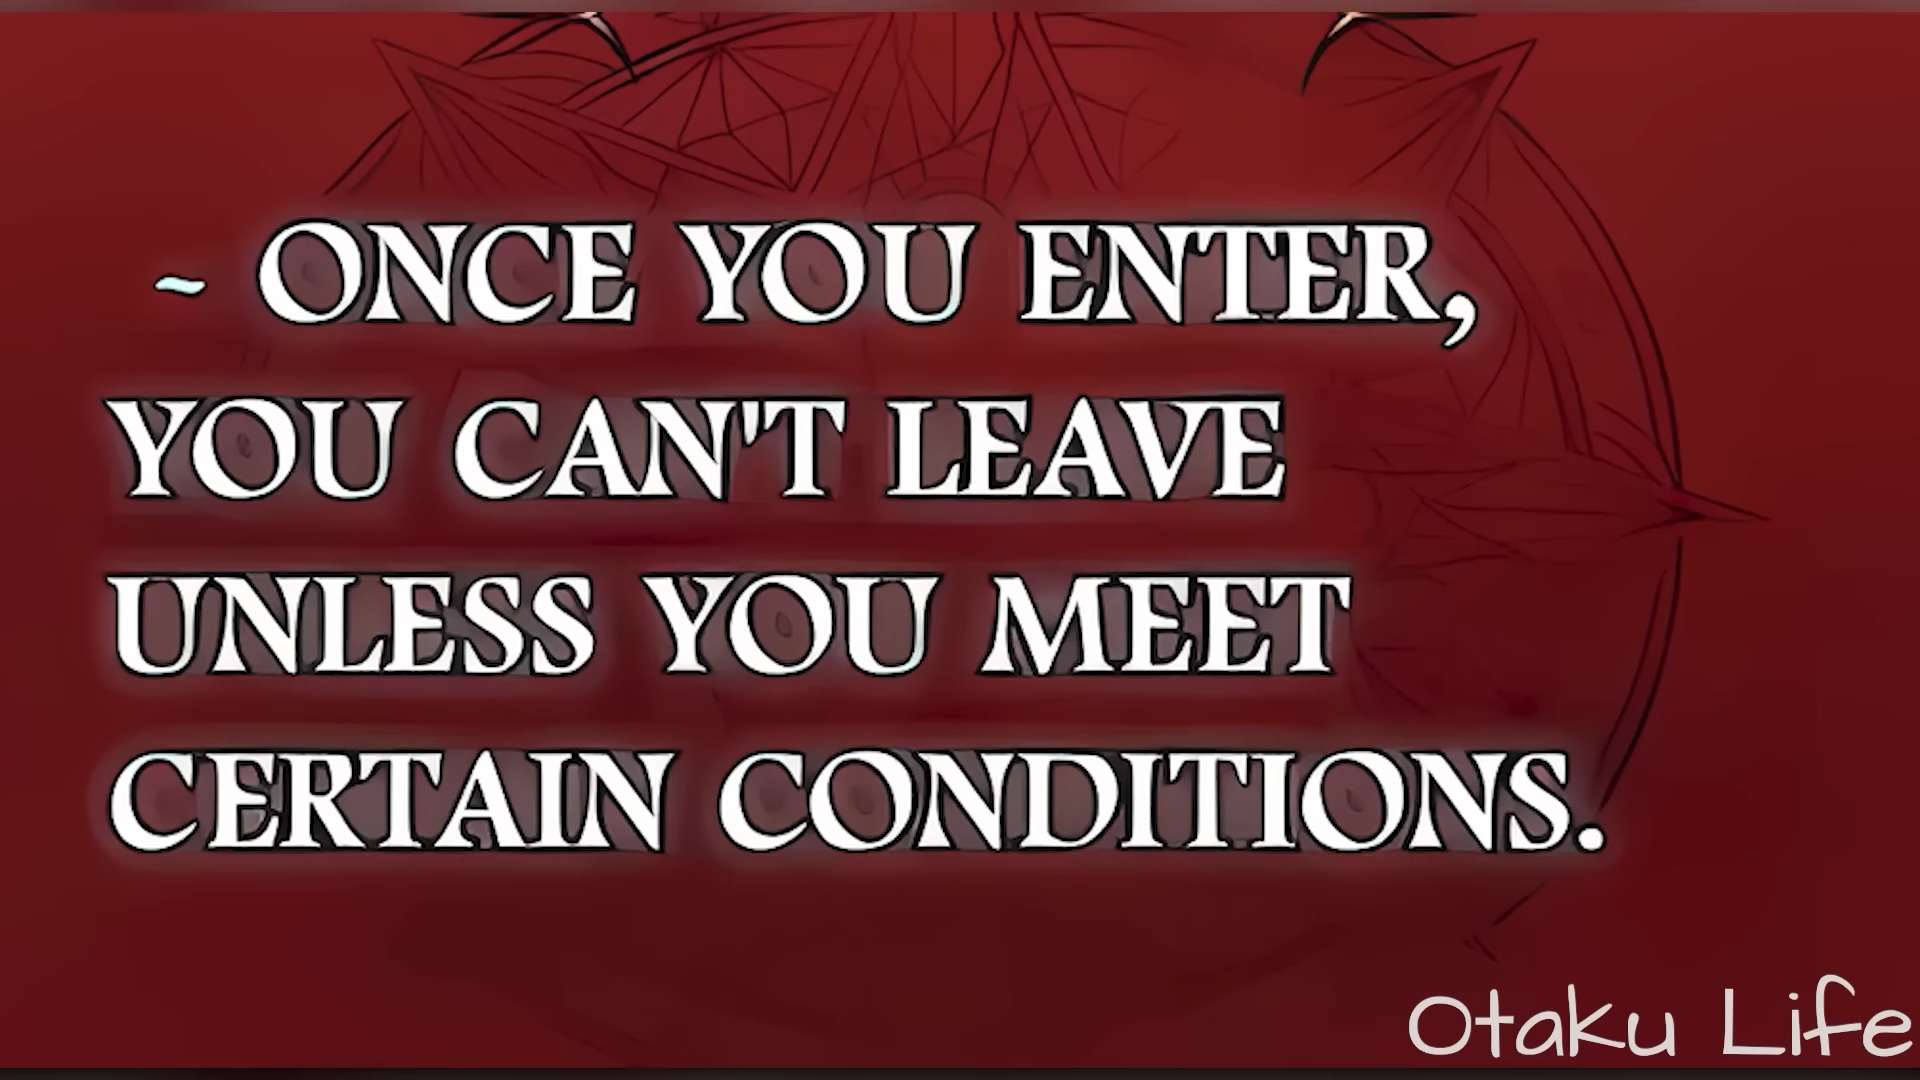 ~ ONCE YOU ENTER,
YOU CAN'T LEAVE
UNLESS YOU MEET
CERTAIN CONDITIONS.
Otaku Life